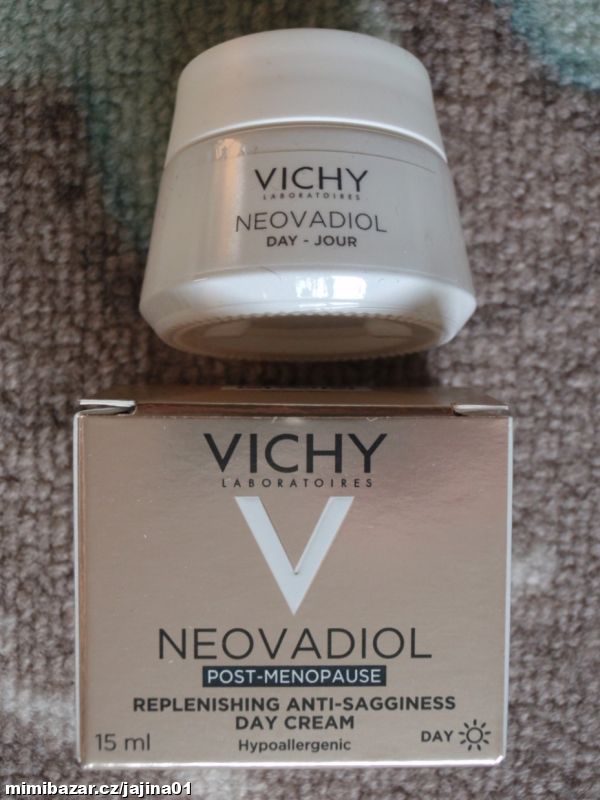 VICHY
LABORATOIRES
NEOVADIOL
DAY - JOUR
VICHY
LABORATOIRES
NEOVADIOL
POST-MENOPAUSE
REPLENISHING ANTI-SAGGINESS
DAY CREAM
15 ml
Hypoallergenic
DAY
mimibazar.cz/jajina01